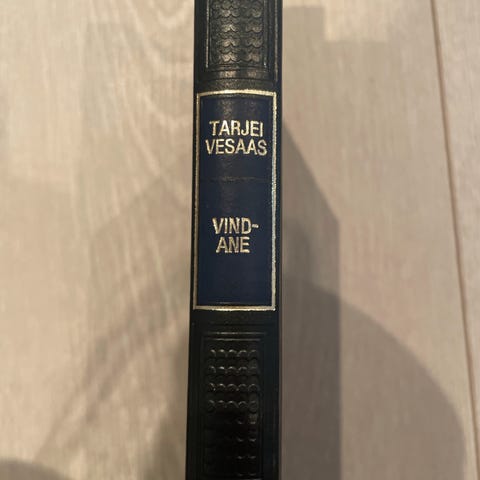 TARJEI
VESAAS
VIND-
ANE